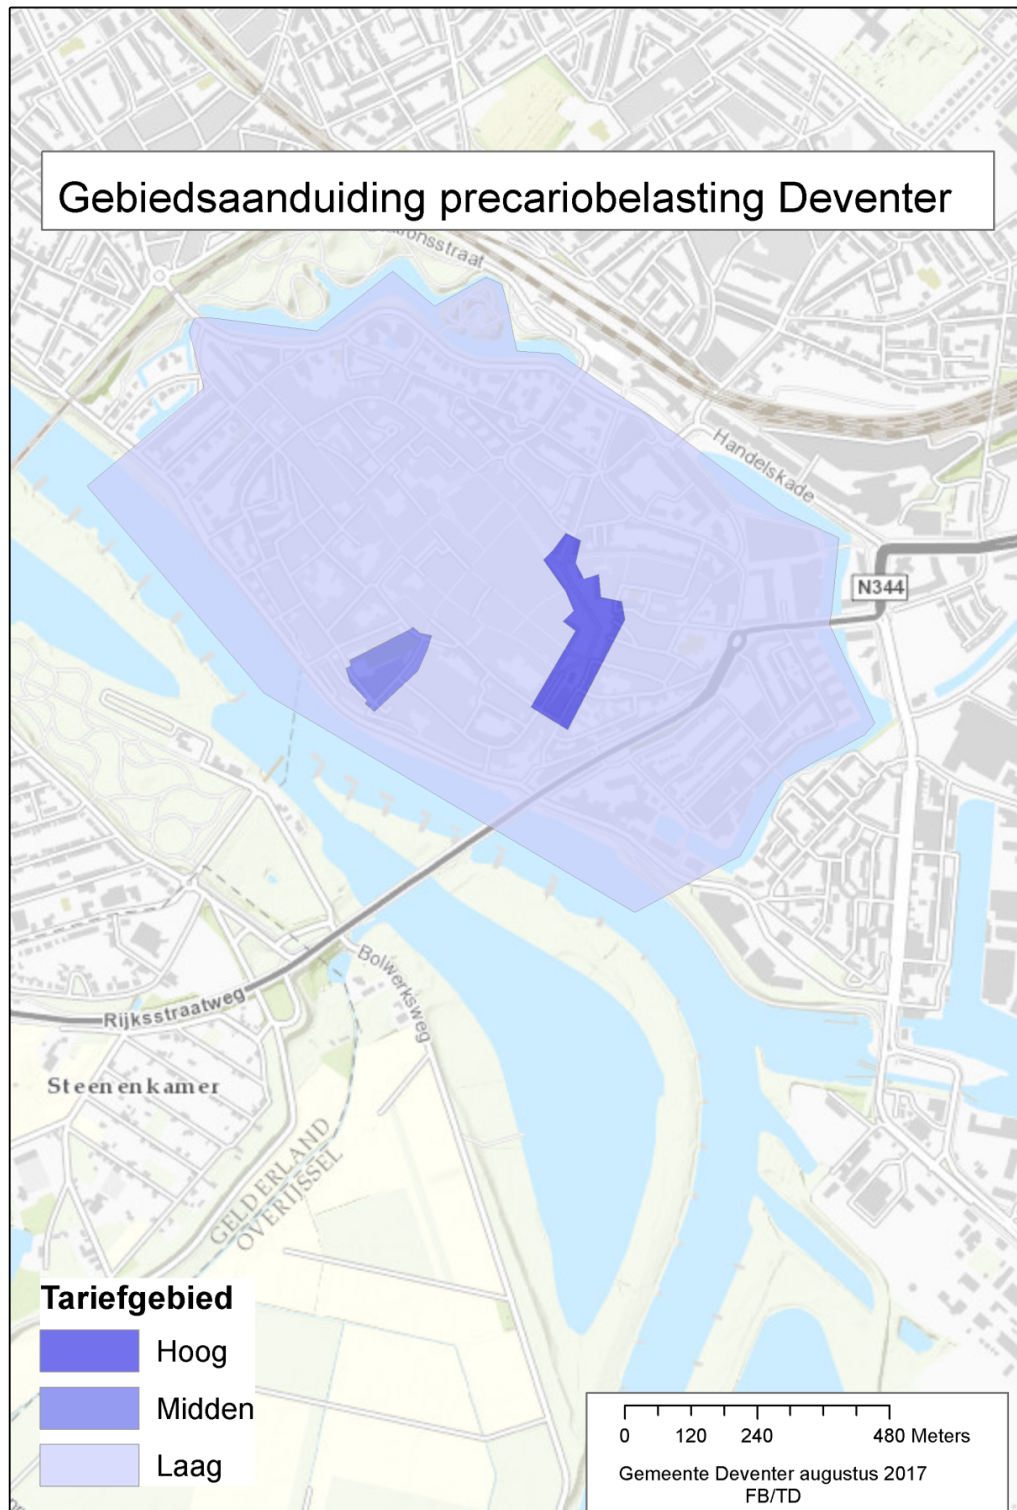 Gebiedsaanduiding precariobelasting Deventer
Handelskade
N344
Bolwerksweg
Rijksstraatweg
Steenenkamer
GELDERLAND
OVERIJSSEL
Tariefgebied
Hoog
Midden
Laag
0 120 240 480 Meters
Gemeente Deventer augustus 2017
FB/TD